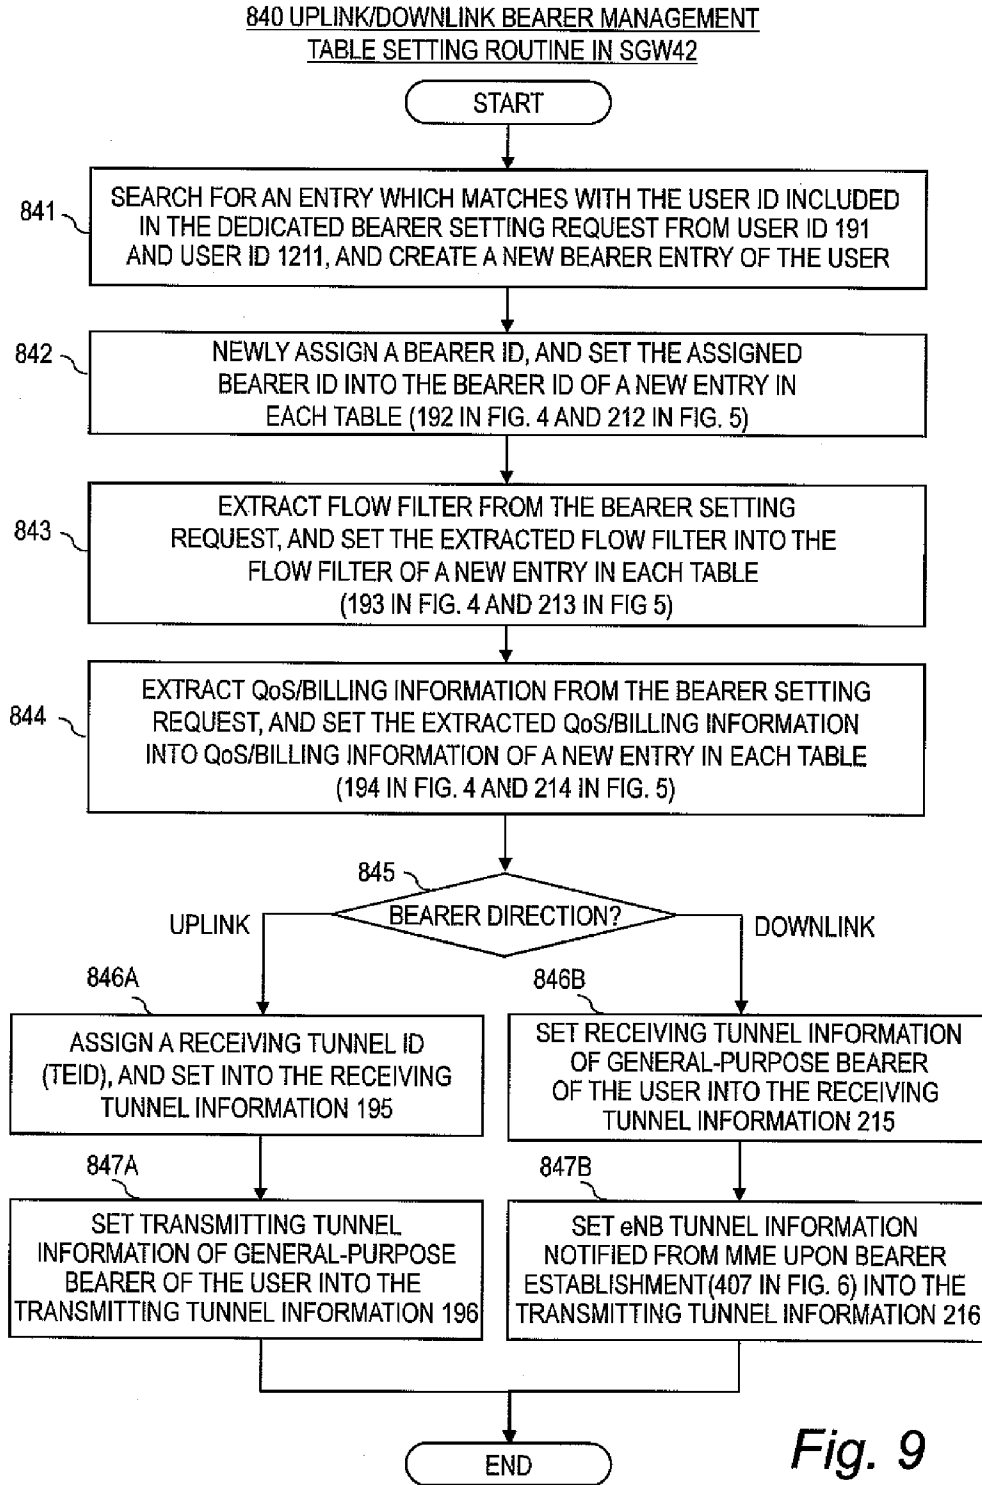 840 UPLINK/DOWNLINK BEARER MANAGEMENT
TABLE SETTING ROUTINE IN SGW42
START
841
SEARCH FOR AN ENTRY WHICH MATCHES WITH THE USER ID INCLUDED
IN THE DEDICATED BEARER SETTING REQUEST FROM USER ID 191
AND USER ID 1211, AND CREATE A NEW BEARER ENTRY OF THE USER
842
NEWLY ASSIGN A BEARER ID, AND SET THE ASSIGNED
BEARER ID INTO THE BEARER ID OF A NEW ENTRY IN
EACH TABLE (192 IN FIG. 4 AND 212 IN FIG. 5)
843
EXTRACT FLOW FILTER FROM THE BEARER SETTING
REQUEST, AND SET THE EXTRACTED FLOW FILTER INTO THE
FLOW FILTER OF A NEW ENTRY IN EACH TABLE
(193 IN FIG. 4 AND 213 IN FIG 5)
844
EXTRACT QoS/BILLING INFORMATION FROM THE BEARER SETTING
REQUEST, AND SET THE EXTRACTED QoS/BILLING INFORMATION
INTO QoS/BILLING INFORMATION OF A NEW ENTRY IN EACH TABLE
(194 IN FIG. 4 AND 214 IN FIG. 5)
845
BEARER DIRECTION?
UPLINK
DOWNLINK
846A
ASSIGN A RECEIVING TUNNEL ID
(TEID), AND SET INTO THE RECEIVING
TUNNEL INFORMATION 195
846B
SET RECEIVING TUNNEL INFORMATION
OF GENERAL-PURPOSE BEARER
OF THE USER INTO THE RECEIVING
TUNNEL INFORMATION 215
847A
SET TRANSMITTING TUNNEL
INFORMATION OF GENERAL-PURPOSE
BEARER OF THE USER INTO THE
TRANSMITTING TUNNEL INFORMATION 196
847B
SET eNB TUNNEL INFORMATION
NOTIFIED FROM MME UPON BEARER
ESTABLISHMENT(407 IN FIG. 6) INTO THE
TRANSMITTING TUNNEL INFORMATION 216
END
Fig. 9